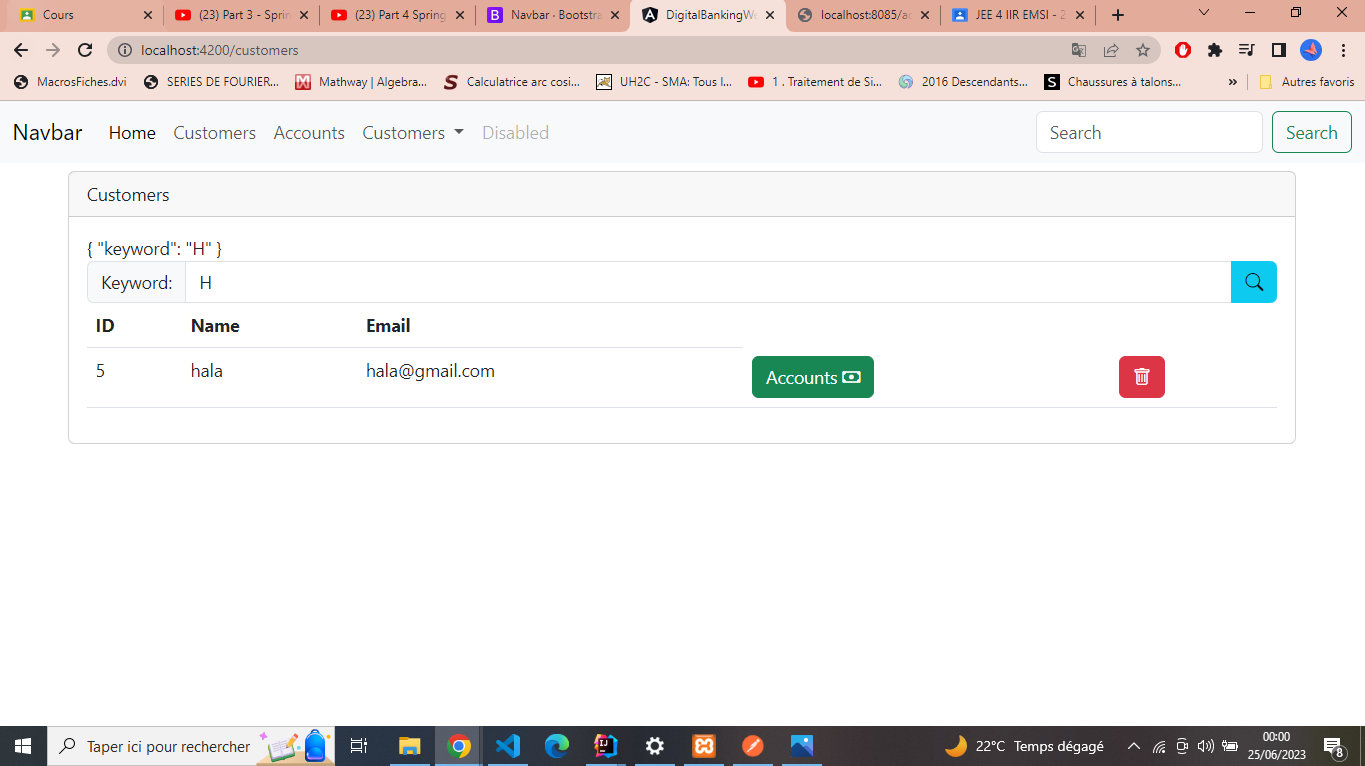 Cours
(23) Part 3 - Sprin
(23) Part 4 Spring
Navbar · Bootstra
DigitalBankingWe
localhost:8085/ac
JEE 4 IIR EMSI - 2
localhost:4200/customers
MacrosFiches.dvi
SERIES DE FOURIER...
Mathway | Algebra...
Calculatrice arc cosi...
UH2C - SMA: Tous l...
1 . Traitement de Si...
2016 Descendants...
Chaussures à talons...
»
Autres favoris
Navbar
Home
Customers
Accounts
Customers
Disabled
Search
Search
Customers
{ "keyword": "H" }
Keyword:
H
ID Name Email
5 hala hala@gmail.com
Accounts
Taper ici pour rechercher
22°C Temps dégagé
00:00
25/06/2023
8